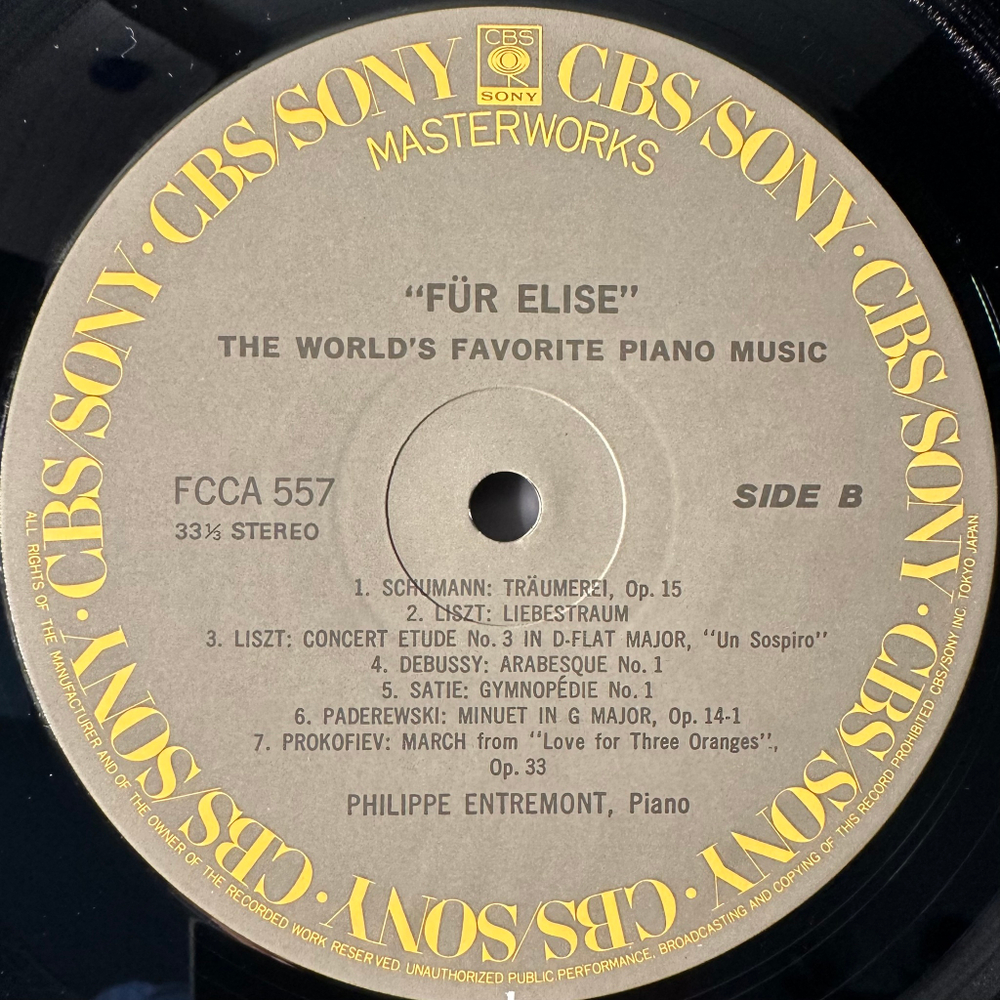 CBS
SONY
CBS/SONY · CBS/SONY · CBS/SONY · CBS/SONY · CBS/SONY · CBS/SONY · CBS/SONY · CBS/SONY · CBS/SONY
MASTERWORKS
“FÜR ELISE”
THE WORLD'S FAVORITE PIANO MUSIC
FCCA 557
33⅓ STEREO
SIDE B
1. SCHUMANN: TRÄUMEREI, Op. 15
2. LISZT: LIEBESTRAUM
3. LISZT: CONCERT ETUDE No. 3 IN D-FLAT MAJOR, “Un Sospiro”
4. DEBUSSY: ARABESQUE No. 1
5. SATIE: GYMNOPÉDIE No. 1
6. PADEREWSKI: MINUET IN G MAJOR, Op. 14-1
7. PROKOFIEV: MARCH from “Love for Three Oranges”,
Op. 33
PHILIPPE ENTREMONT, Piano
ALL RIGHTS OF THE MANUFACTURER AND OF THE OWNER OF THE RECORDED WORK RESERVED. UNAUTHORIZED PUBLIC PERFORMANCE, BROADCASTING AND COPYING OF THIS RECORD PROHIBITED. CBS/SONY INC. TOKYO JAPAN